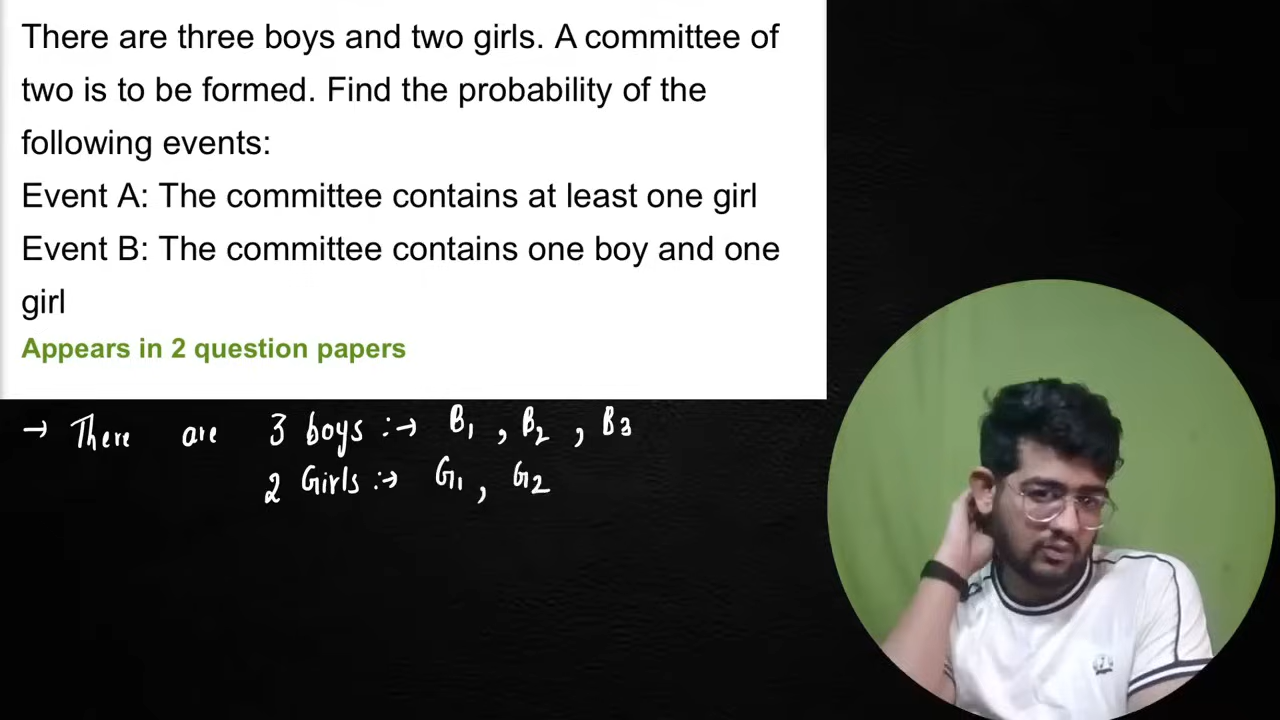 There are three boys and two girls. A committee of
two is to be formed. Find the probability of the
following events:
Event A: The committee contains at least one girl
Event B: The committee contains one boy and one
girl
Appears in 2 question papers
→ There are 3 boys :→ B₁ , B₂ , B₃
2 Girls :→ G₁ , G₂